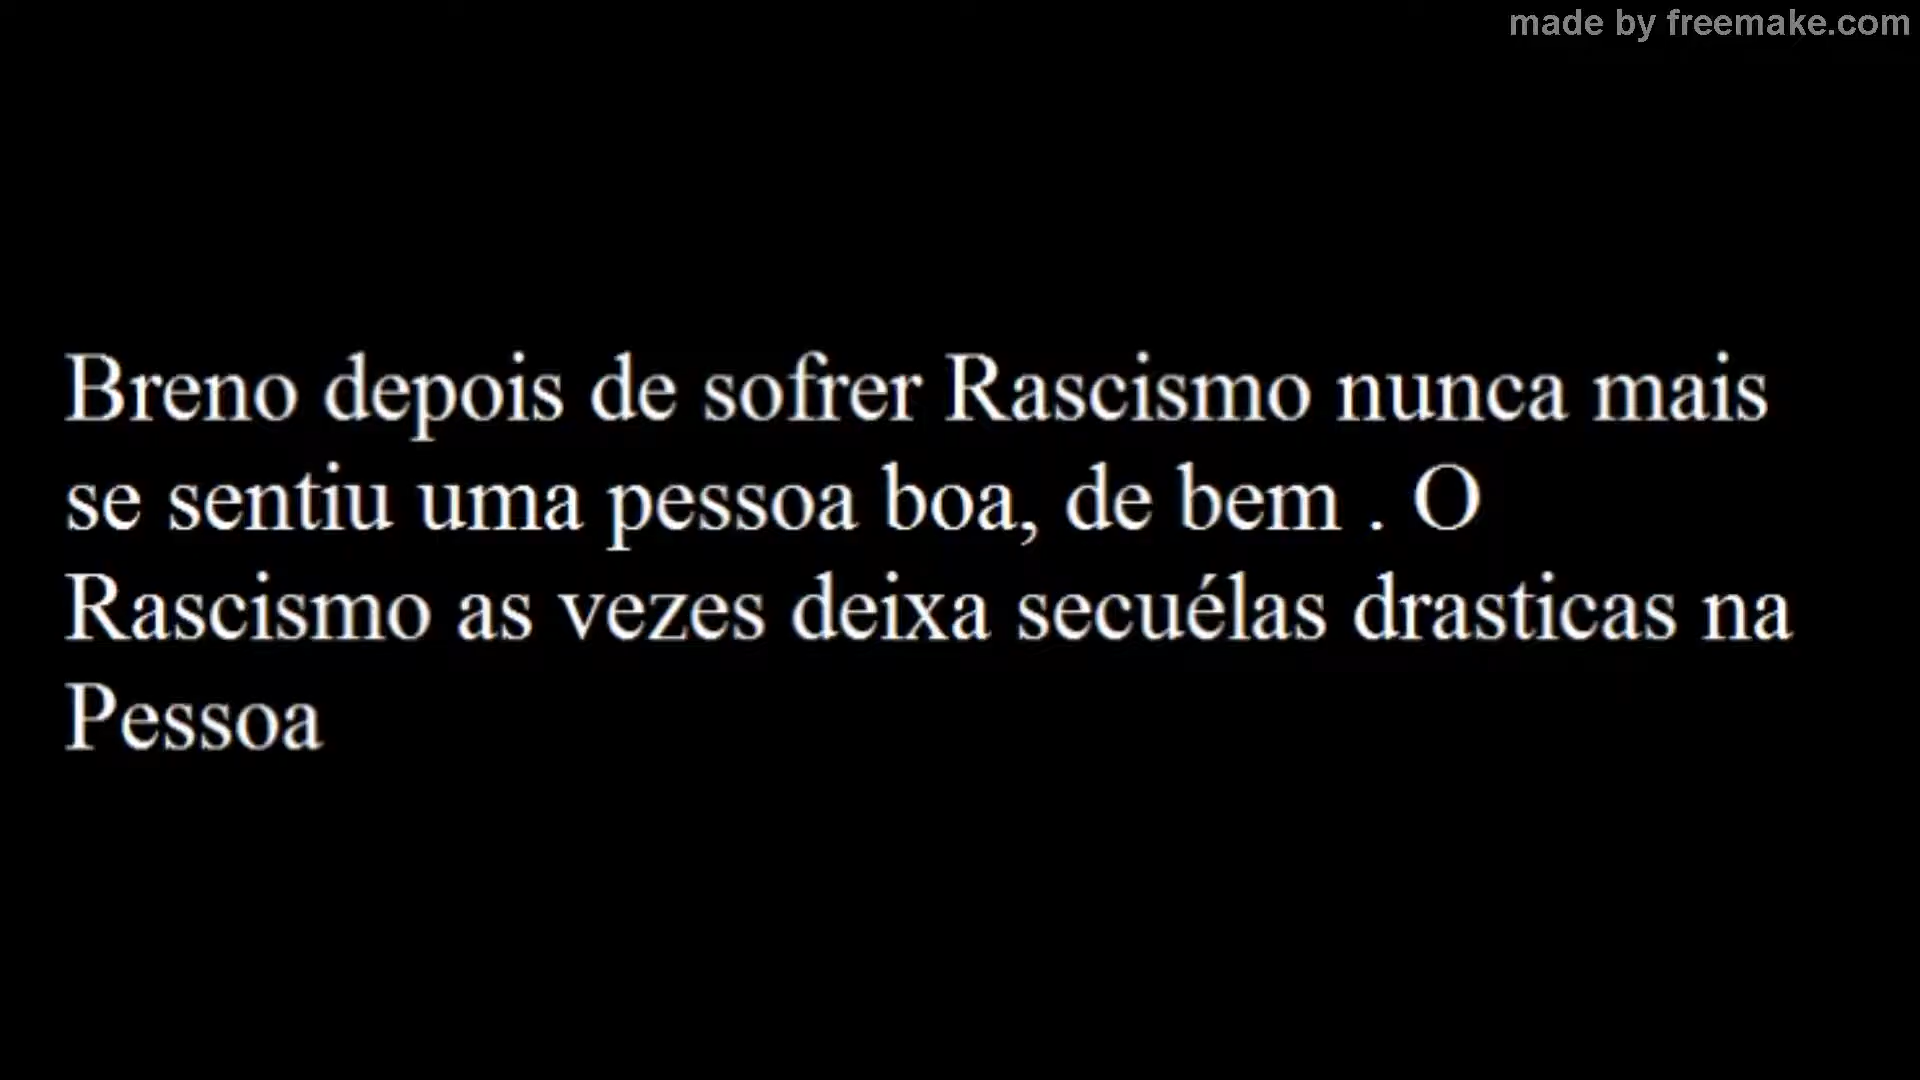 made by freemake.com
Breno depois de sofrer Rascismo nunca mais
se sentiu uma pessoa boa, de bem . O
Rascismo as vezes deixa secuélas drasticas na
Pessoa